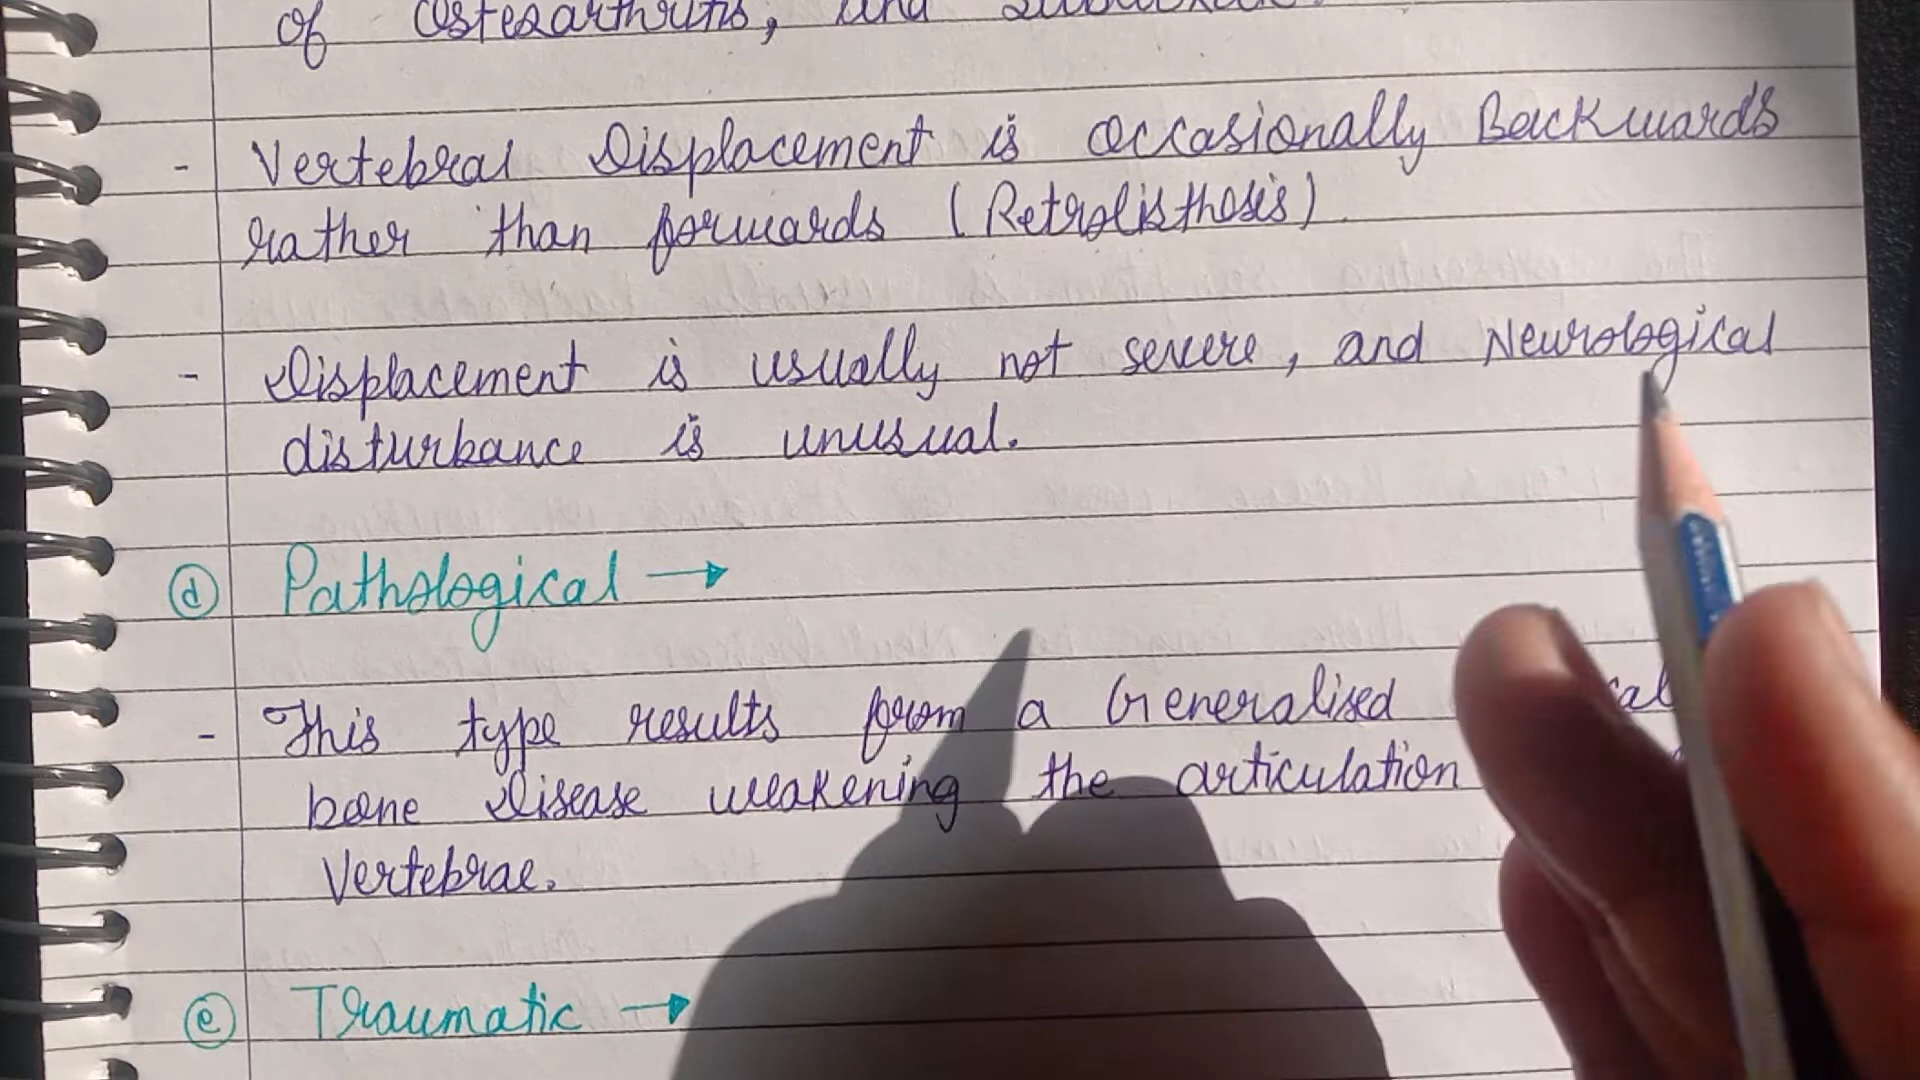 of Osteoarthritis, and
- Vertebral Displacement is occasionally Backwards
rather than forwards (Retrolisthesis).
- Displacement is usually not severe, and Neurological
disturbance is unusual.
(d) Pathological →
- This type results from a Generalised
bone Disease weakening the articulation
Vertebrae.
(e) Traumatic →